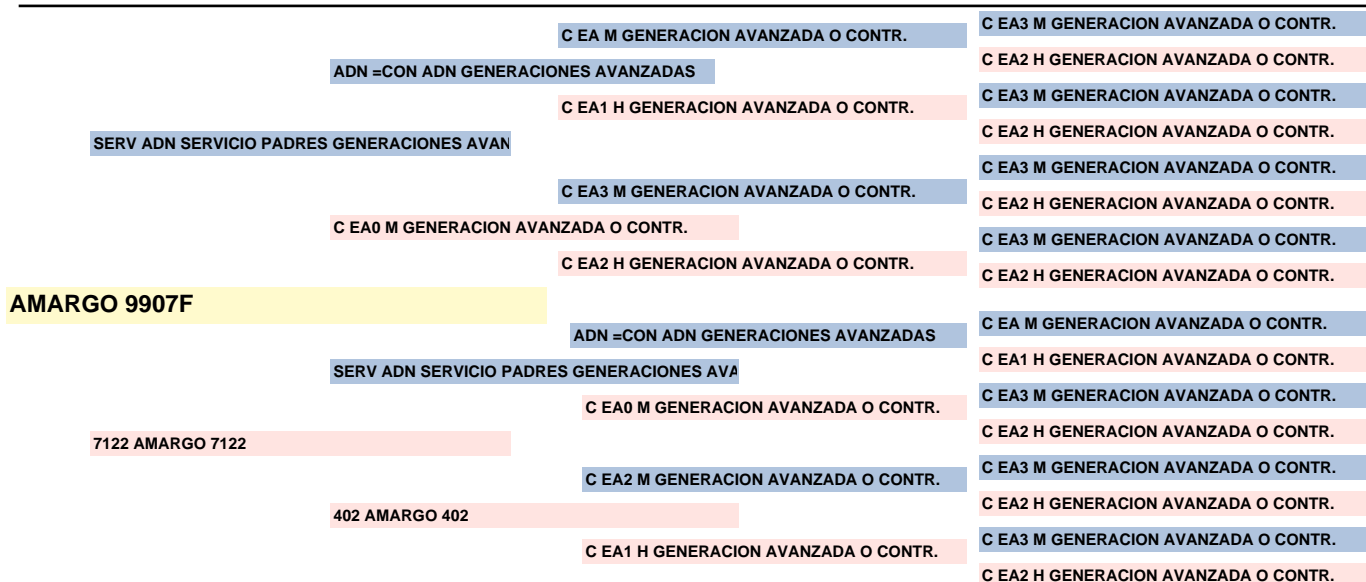 C EA3 M GENERACION AVANZADA O CONTR.
C EA M GENERACION AVANZADA O CONTR.
C EA2 H GENERACION AVANZADA O CONTR.
ADN =CON ADN GENERACIONES AVANZADAS
C EA3 M GENERACION AVANZADA O CONTR.
C EA1 H GENERACION AVANZADA O CONTR.
C EA2 H GENERACION AVANZADA O CONTR.
SERV ADN SERVICIO PADRES GENERACIONES AVAN
C EA3 M GENERACION AVANZADA O CONTR.
C EA3 M GENERACION AVANZADA O CONTR.
C EA2 H GENERACION AVANZADA O CONTR.
C EA0 M GENERACION AVANZADA O CONTR.
C EA3 M GENERACION AVANZADA O CONTR.
C EA2 H GENERACION AVANZADA O CONTR.
C EA2 H GENERACION AVANZADA O CONTR.
AMARGO 9907F
C EA M GENERACION AVANZADA O CONTR.
ADN =CON ADN GENERACIONES AVANZADAS
C EA1 H GENERACION AVANZADA O CONTR.
SERV ADN SERVICIO PADRES GENERACIONES AVA
C EA3 M GENERACION AVANZADA O CONTR.
C EA0 M GENERACION AVANZADA O CONTR.
C EA2 H GENERACION AVANZADA O CONTR.
7122 AMARGO 7122
C EA3 M GENERACION AVANZADA O CONTR.
C EA2 M GENERACION AVANZADA O CONTR.
C EA2 H GENERACION AVANZADA O CONTR.
402 AMARGO 402
C EA3 M GENERACION AVANZADA O CONTR.
C EA1 H GENERACION AVANZADA O CONTR.
C EA2 H GENERACION AVANZADA O CONTR.